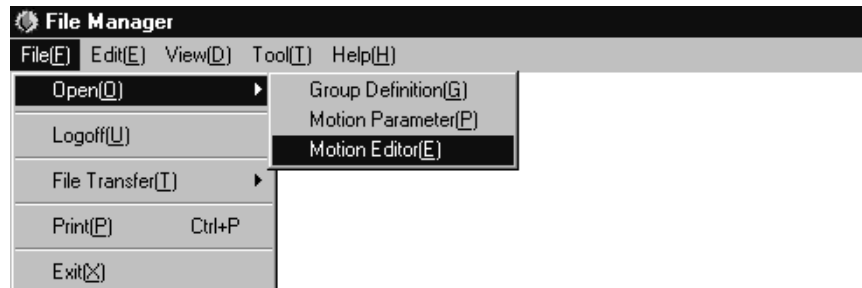 File Manager
File(F) Edit(E) View(D) Tool(T) Help(H)
Open(O)
Group Definition(G)
Motion Parameter(P)
Motion Editor(E)
Logoff(U)
File Transfer(T)
Print(P) Ctrl+P
Exit(X)